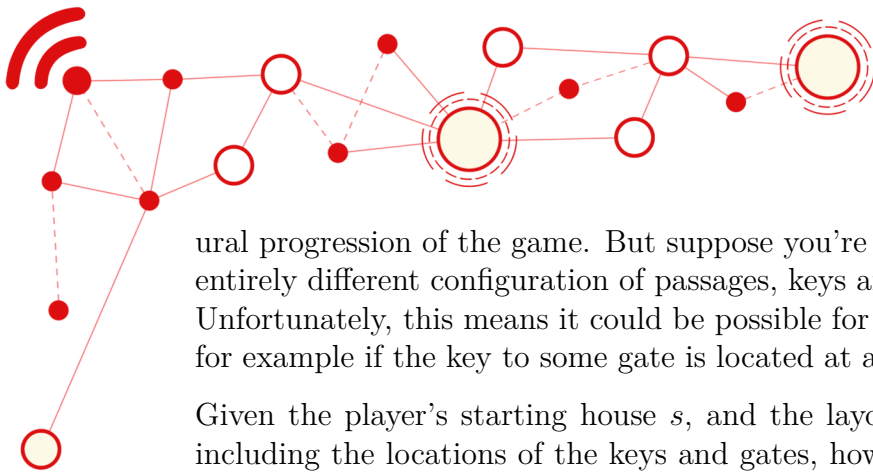 ural progression of the game. But suppose you're
entirely different configuration of passages, keys a
Unfortunately, this means it could be possible for
for example if the key to some gate is located at a
Given the player's starting house s, and the layo
including the locations of the keys and gates, how